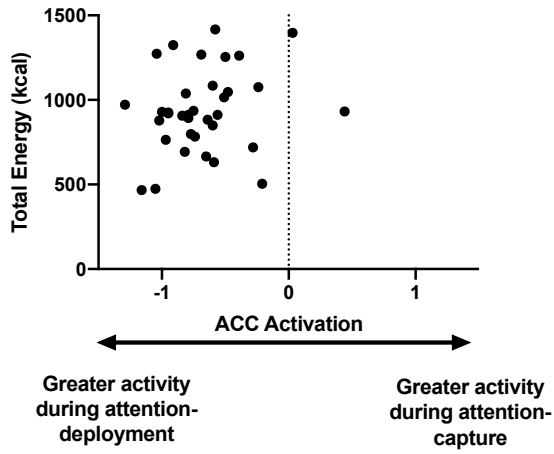 1500
1000
500
0
Total Energy (kcal)
-1 0 1
ACC Activation
Greater activity
during attention-
deployment
Greater activity
during attention-
capture